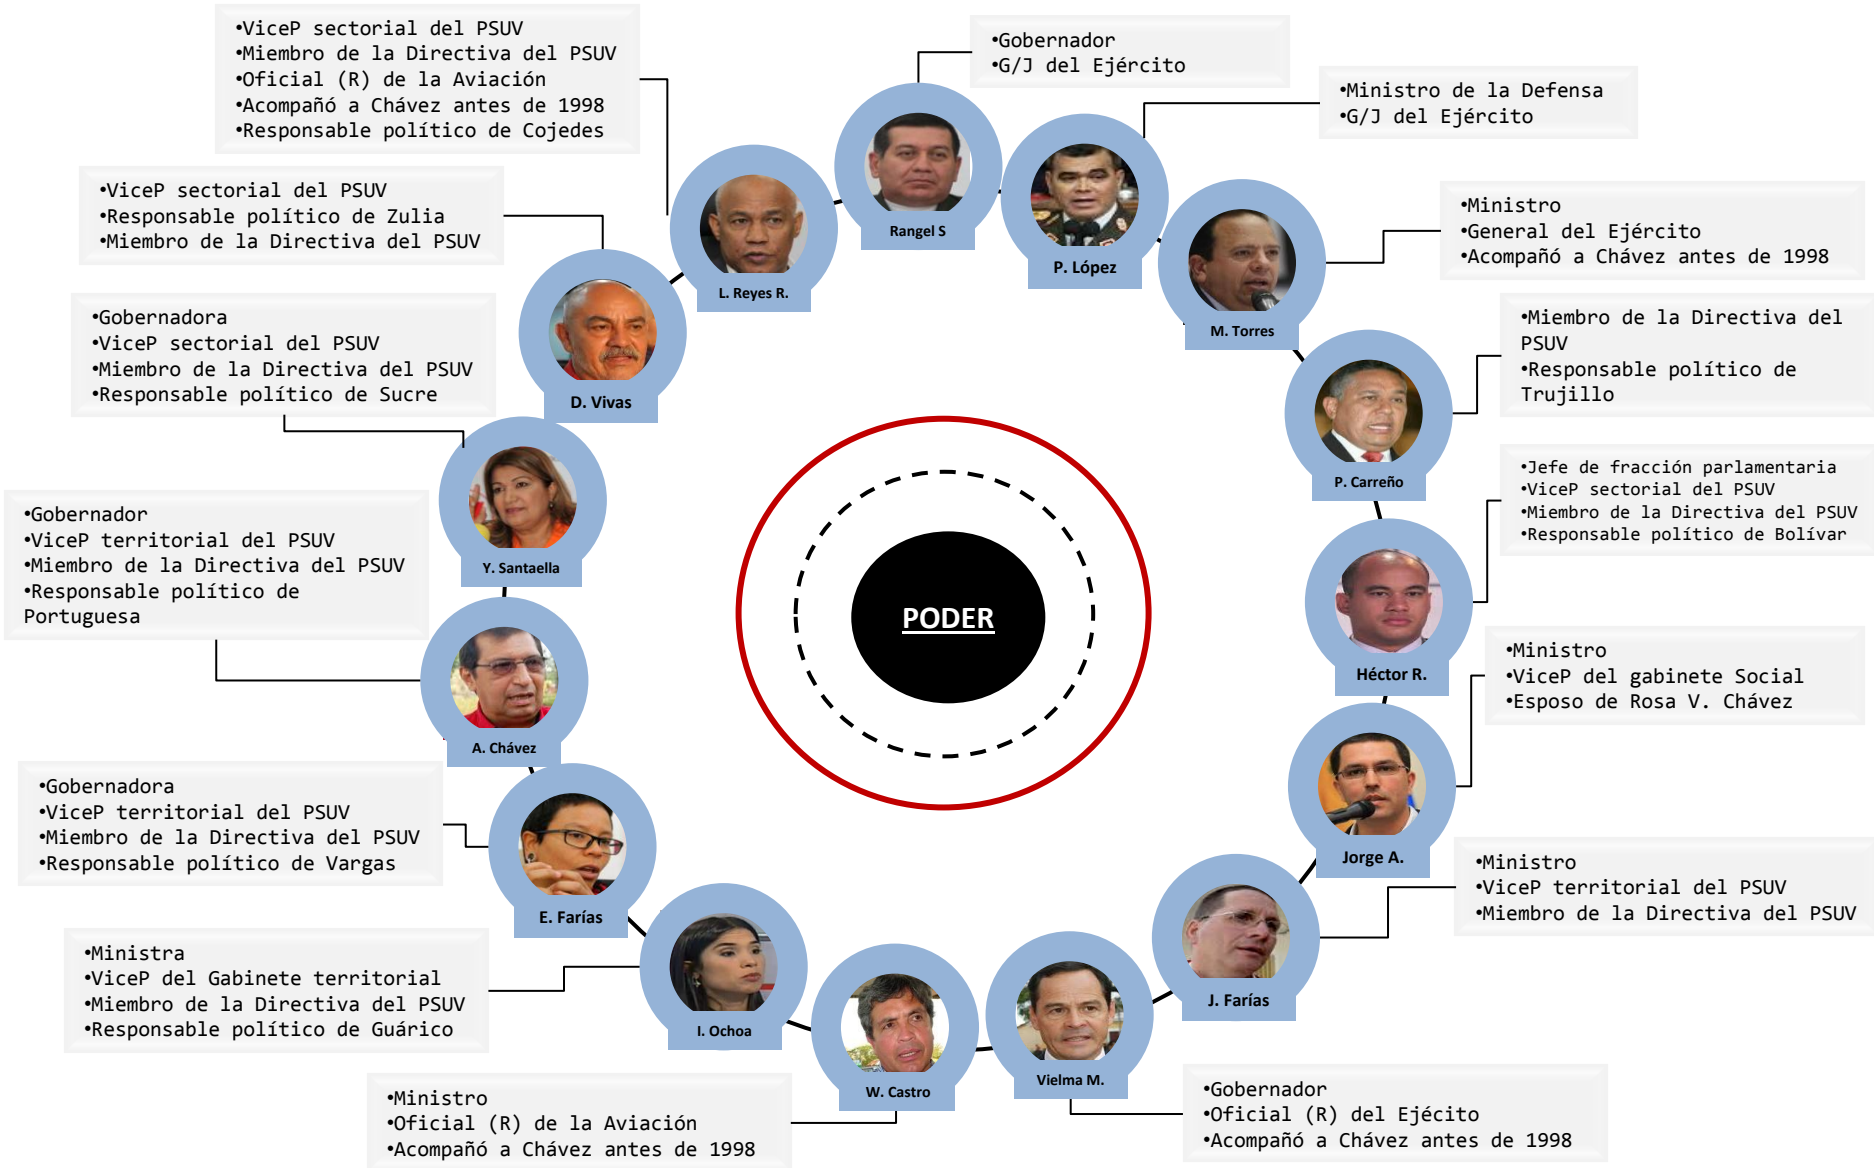 •ViceP sectorial del PSUV
•Miembro de la Directiva del PSUV
•Oficial (R) de la Aviación
•Acompañó a Chávez antes de 1998
•Responsable político de Cojedes
•Gobernador
•G/J del Ejército
•Ministro de la Defensa
•G/J del Ejército
•ViceP sectorial del PSUV
•Responsable político de Zulia
•Miembro de la Directiva del PSUV
•Ministro
•General del Ejército
•Acompañó a Chávez antes de 1998
Rangel S
P. López
L. Reyes R.
M. Torres
•Gobernadora
•ViceP sectorial del PSUV
•Miembro de la Directiva del PSUV
•Responsable político de Sucre
•Miembro de la Directiva del
PSUV
•Responsable político de
Trujillo
D. Vivas
P. Carreño
•Jefe de fracción parlamentaria
•ViceP sectorial del PSUV
•Miembro de la Directiva del PSUV
•Responsable político de Bolívar
•Gobernador
•ViceP territorial del PSUV
•Miembro de la Directiva del PSUV
•Responsable político de
Portuguesa
Y. Santaella
PODER
Héctor R.
•Ministro
•ViceP del gabinete Social
•Esposo de Rosa V. Chávez
A. Chávez
•Gobernadora
•ViceP territorial del PSUV
•Miembro de la Directiva del PSUV
•Responsable político de Vargas
Jorge A.
•Ministro
•ViceP territorial del PSUV
•Miembro de la Directiva del PSUV
E. Farías
•Ministra
•ViceP del Gabinete territorial
•Miembro de la Directiva del PSUV
•Responsable político de Guárico
J. Farías
I. Ochoa
Vielma M.
W. Castro
•Ministro
•Oficial (R) de la Aviación
•Acompañó a Chávez antes de 1998
•Gobernador
•Oficial (R) del Ejécito
•Acompañó a Chávez antes de 1998